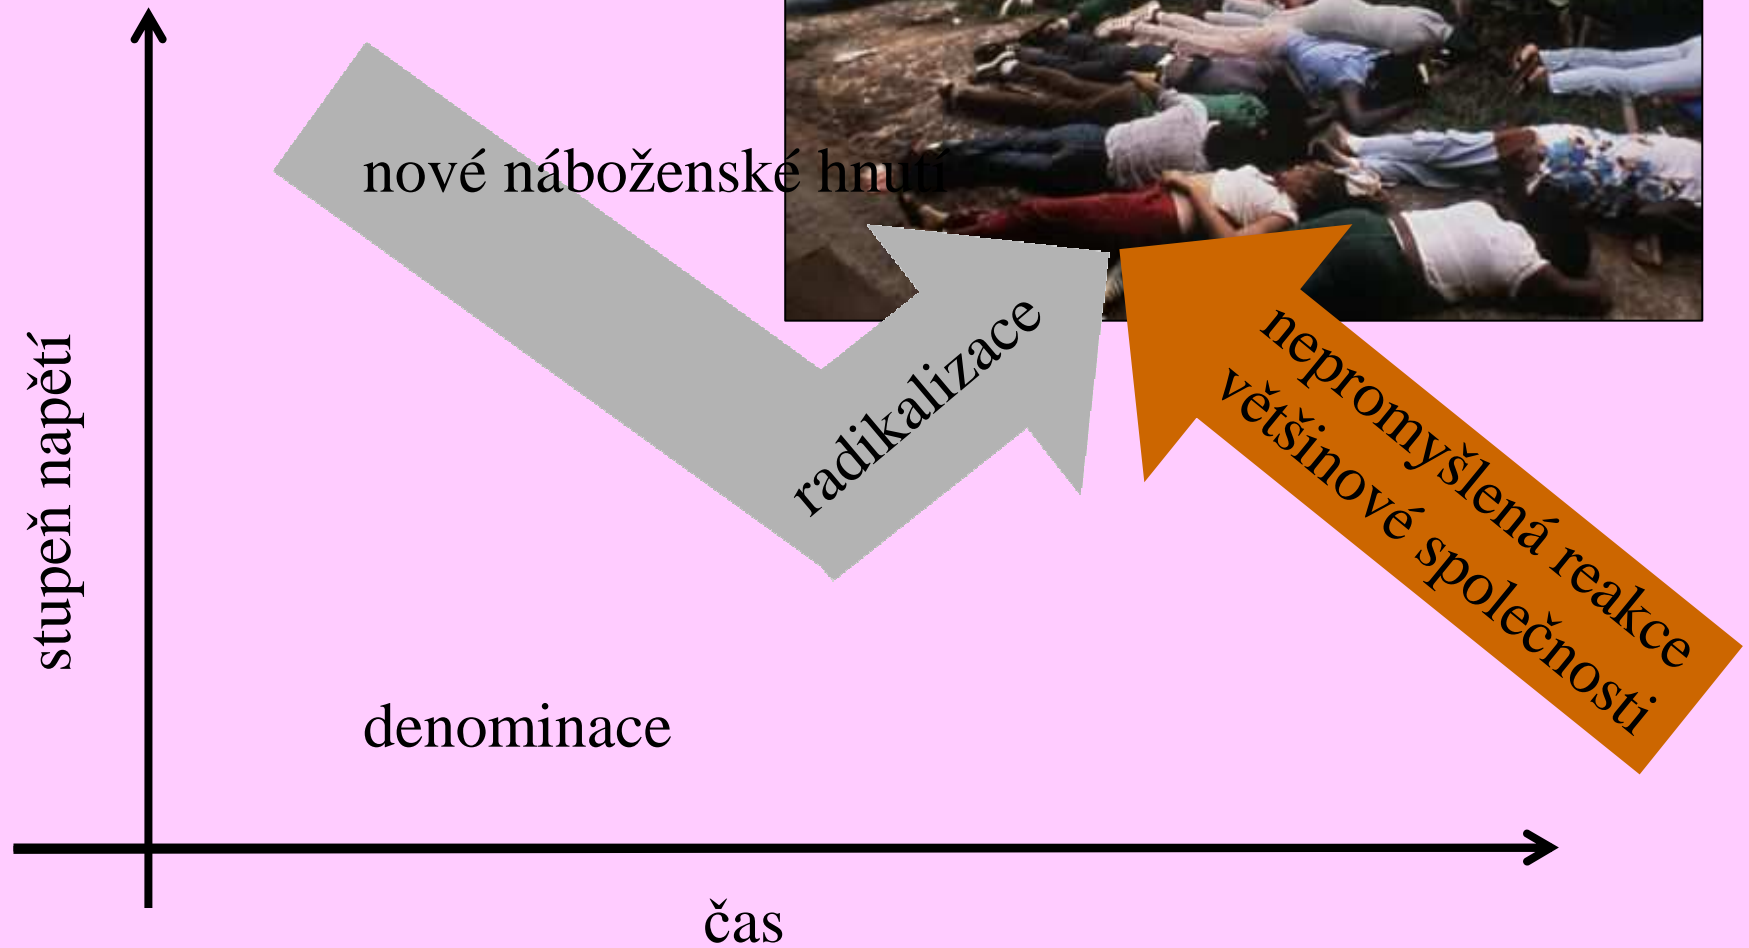 nové náboženské hnutí
stupeň napětí
radikalizace
nepromyšlená reakce
většinové společnosti
denominace
čas